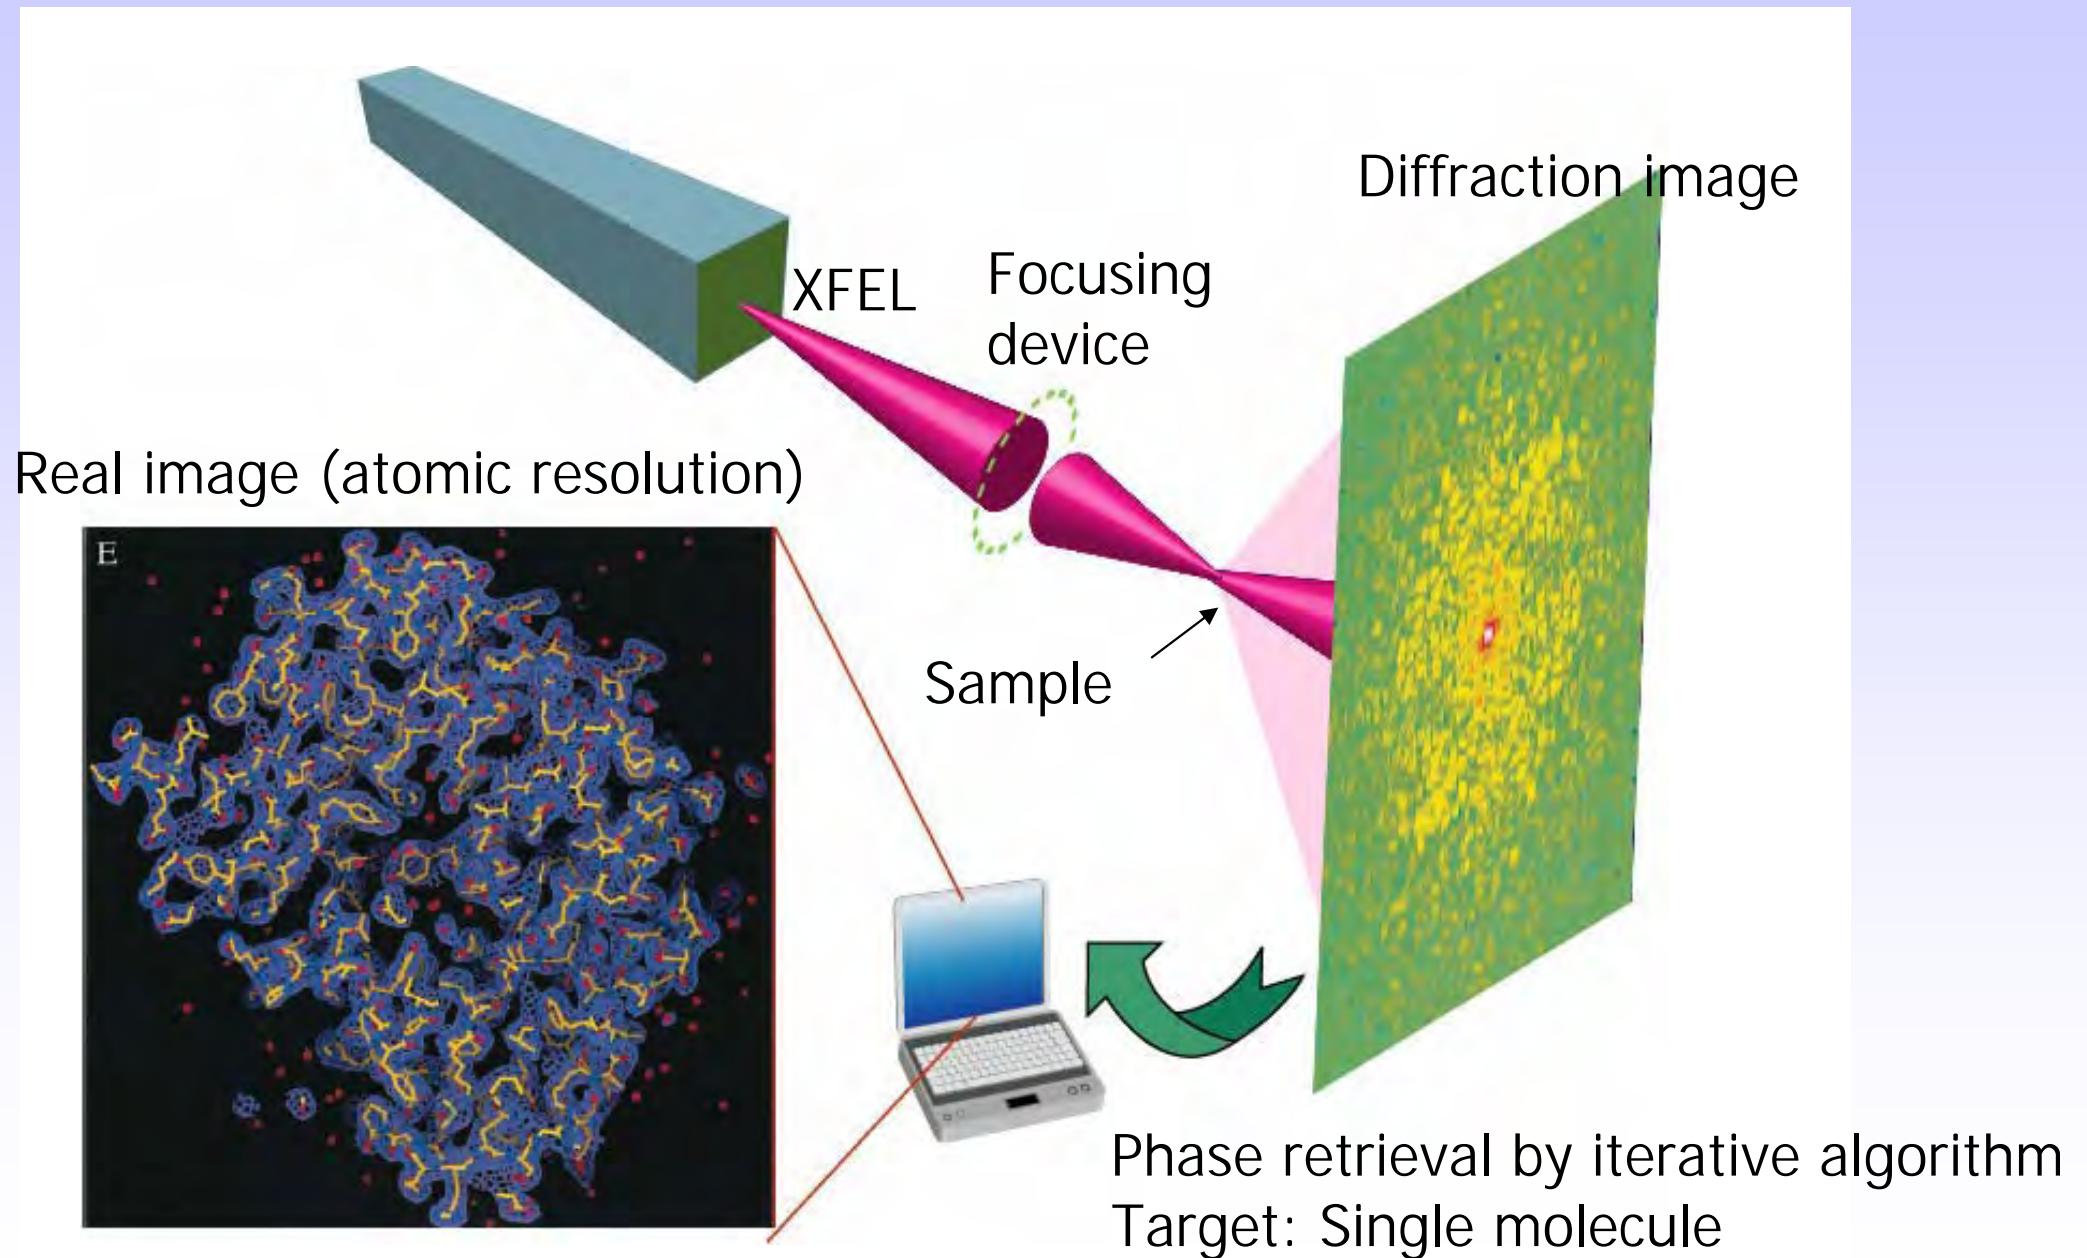 Diffraction image
XFEL
Focusing
device
Real image (atomic resolution)
E
Sample
Phase retrieval by iterative algorithm
Target: Single molecule